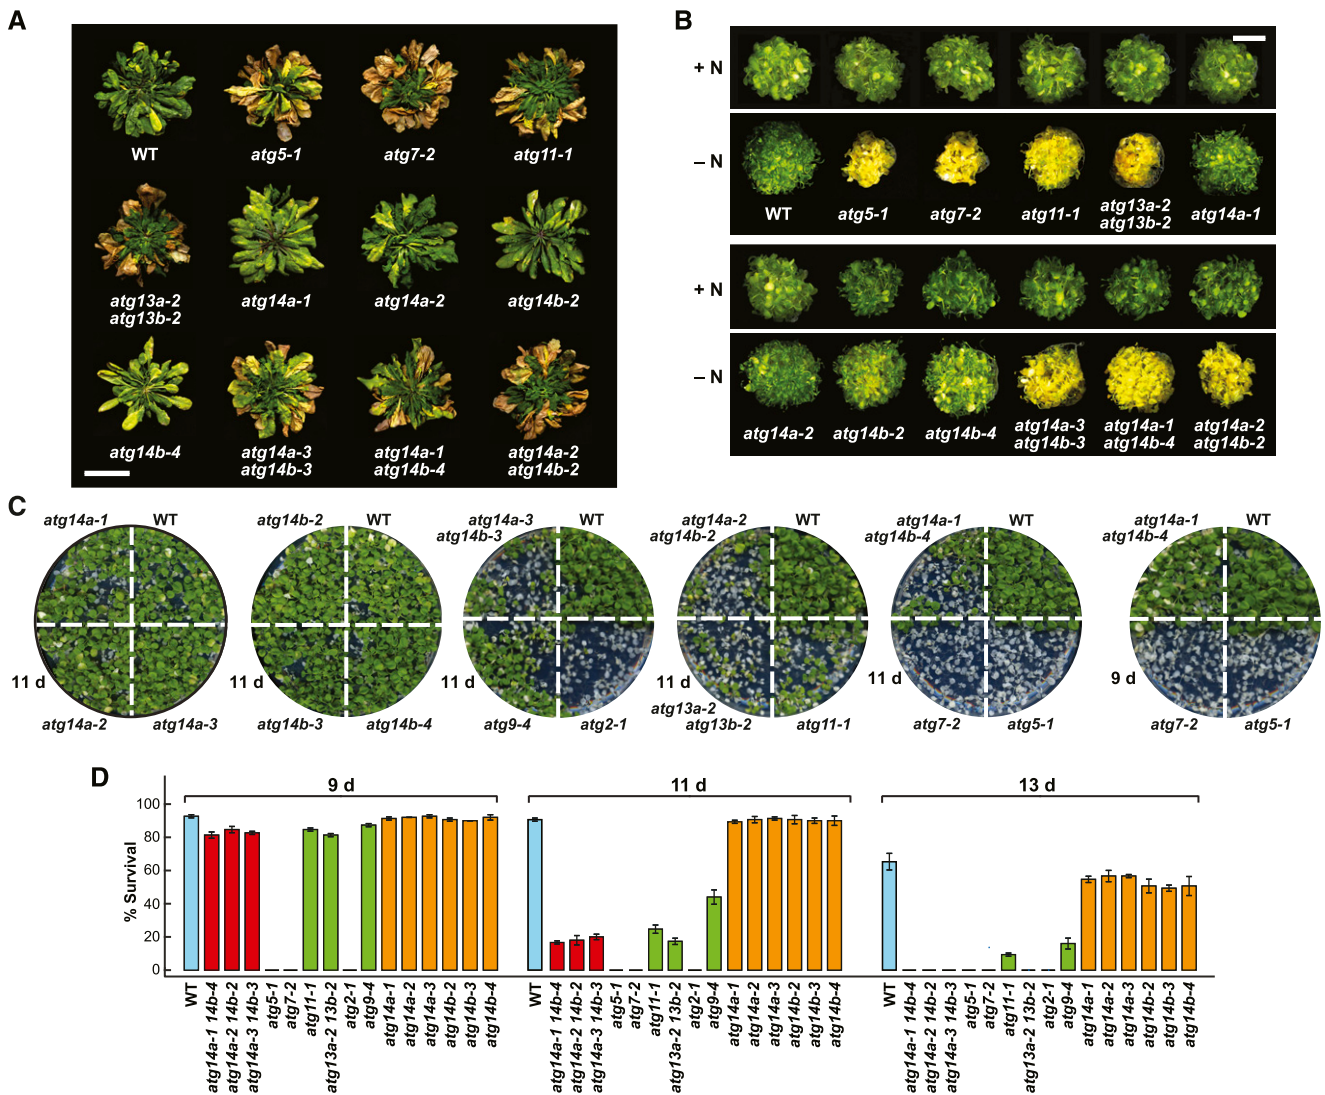 A
WT
atg5-1
atg7-2
atg11-1
atg13a-2
atg13b-2
atg14a-1
atg14a-2
atg14b-2
atg14b-4
atg14a-3
atg14b-3
atg14a-1
atg14b-4
atg14a-2
atg14b-2
B
+ N
– N
WT
atg5-1
atg7-2
atg11-1
atg13a-2
atg13b-2
atg14a-1
+ N
– N
atg14a-2
atg14b-2
atg14b-4
atg14a-3
atg14b-3
atg14a-1
atg14b-4
atg14a-2
atg14b-2
C
atg14a-1
WT
11 d
atg14a-2
atg14a-3
atg14b-2
WT
11 d
atg14b-3
atg14b-4
atg14a-3
atg14b-3
WT
11 d
atg9-4
atg2-1
atg14a-2
atg14b-2
WT
11 d
atg13a-2
atg13b-2
atg11-1
atg14a-1
atg14b-4
WT
11 d
atg7-2
atg5-1
atg14a-1
atg14b-4
WT
9 d
atg7-2
atg5-1
D
9 d
11 d
13 d
% Survival
100
80
60
40
20
0
WT
atg14a-1 14b-4
atg14a-2 14b-2
atg14a-3 14b-3
atg5-1
atg7-2
atg11-1
atg13a-2 13b-2
atg2-1
atg9-4
atg14a-1
atg14a-2
atg14a-3
atg14b-2
atg14b-3
atg14b-4
WT
atg14a-1 14b-4
atg14a-2 14b-2
atg14a-3 14b-3
atg5-1
atg7-2
atg11-1
atg13a-2 13b-2
atg2-1
atg9-4
atg14a-1
atg14a-2
atg14a-3
atg14b-2
atg14b-3
atg14b-4
WT
atg14a-1 14b-4
atg14a-2 14b-2
atg14a-3 14b-3
atg5-1
atg7-2
atg11-1
atg13a-2 13b-2
atg2-1
atg9-4
atg14a-1
atg14a-2
atg14a-3
atg14b-2
atg14b-3
atg14b-4